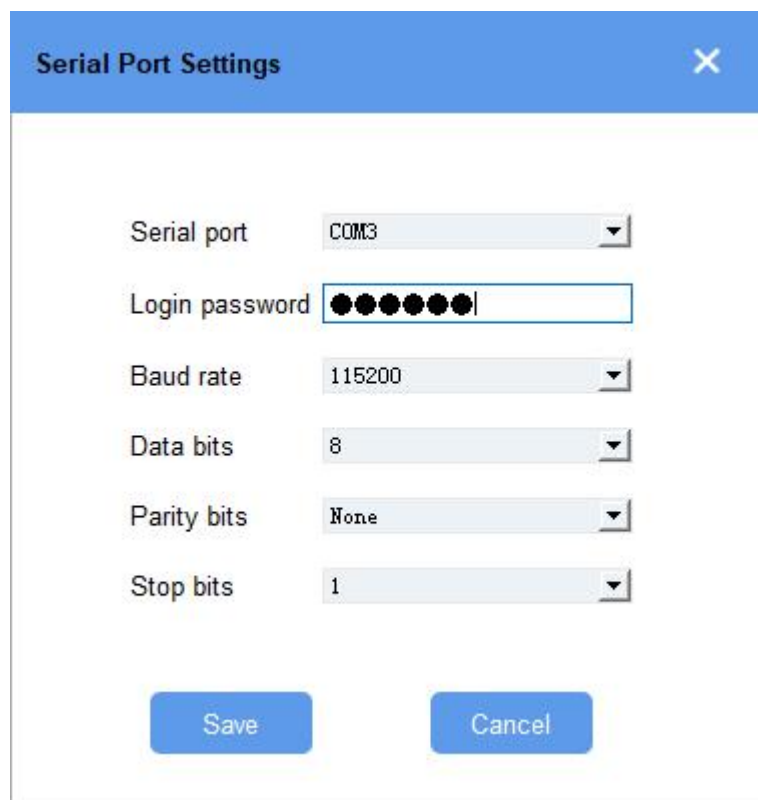 Serial Port Settings
Serial port COM3
Login password ●●●●●●
Baud rate 115200
Data bits 8
Parity bits None
Stop bits 1
Save Cancel